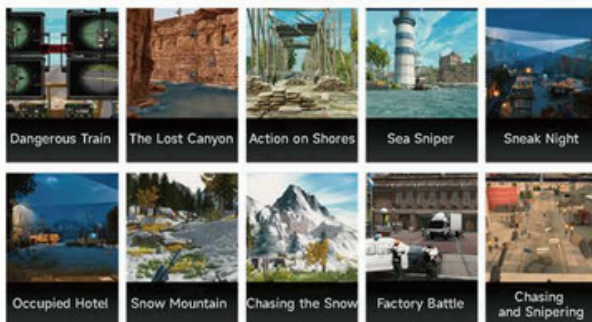 Dangerous Train
The Lost Canyon
Action on Shores
Sea Sniper
Sneak Night
Occupied Hotel
Snow Mountain
Chasing the Snow
Factory Battle
Chasing
and Snipering